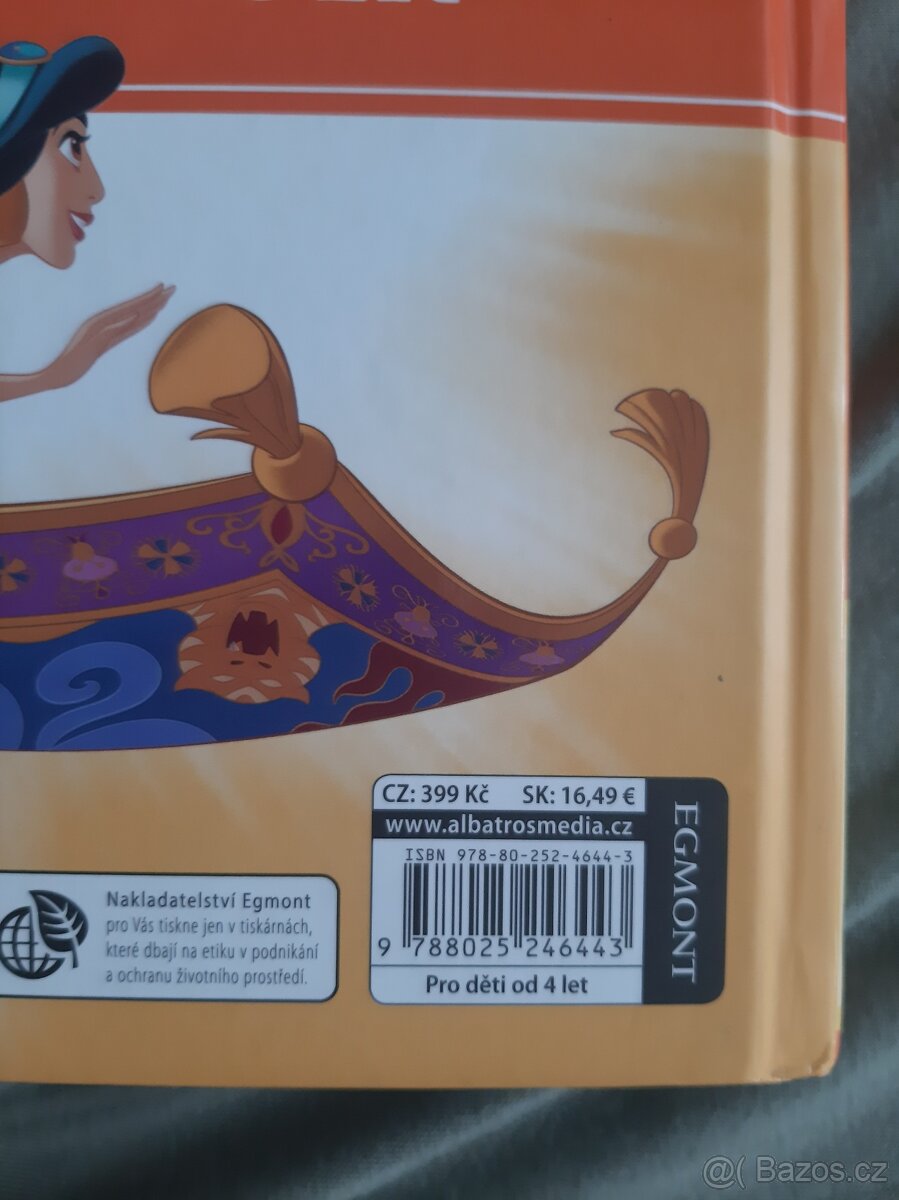 CZ: 399 Kč SK: 16,49 €
www.albatrosmedia.cz
ISBN 978-80-252-4644-3
9 788025 246443
Pro děti od 4 let
EGMONT
Nakladatelství Egmont
pro Vás tiskne jen v tiskárnách,
které dbají na etiku v podnikání
a ochranu životního prostředí.
@( Bazos.cz